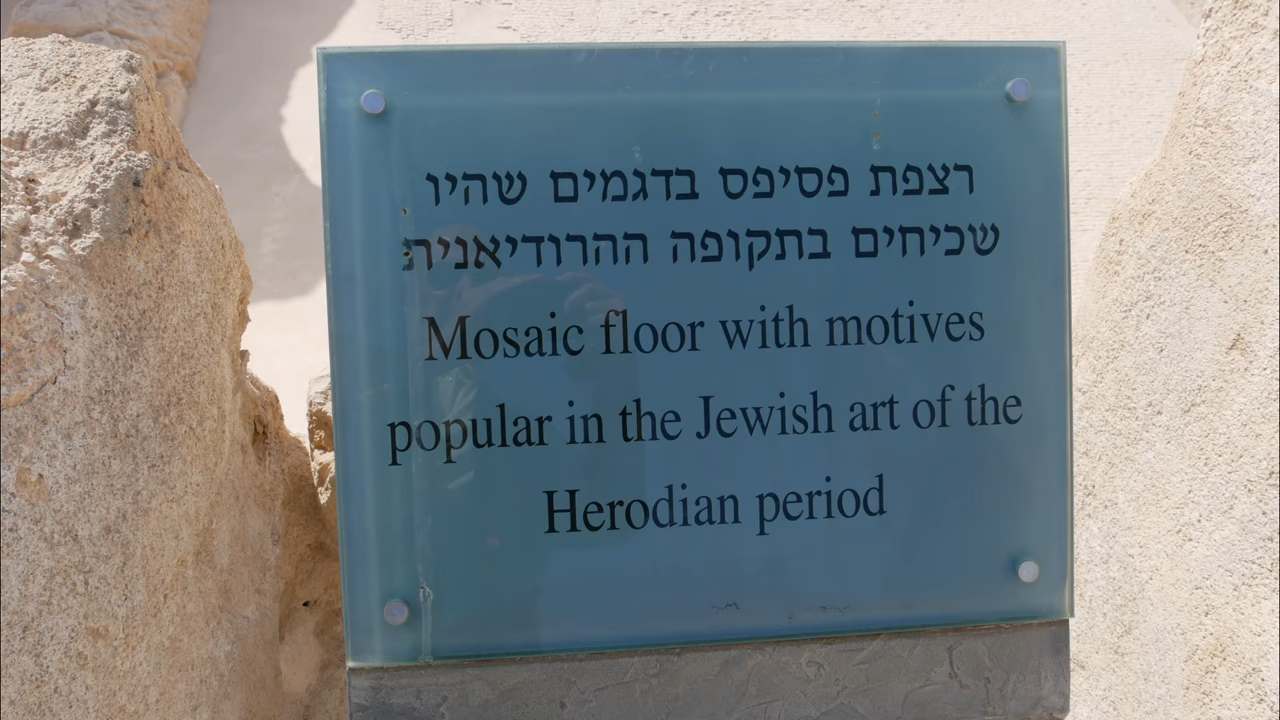 רצפת פסיפס בדגמים שהיו
שכיחים בתקופה ההרודיאנית
Mosaic floor with motives
popular in the Jewish art of the
Herodian period